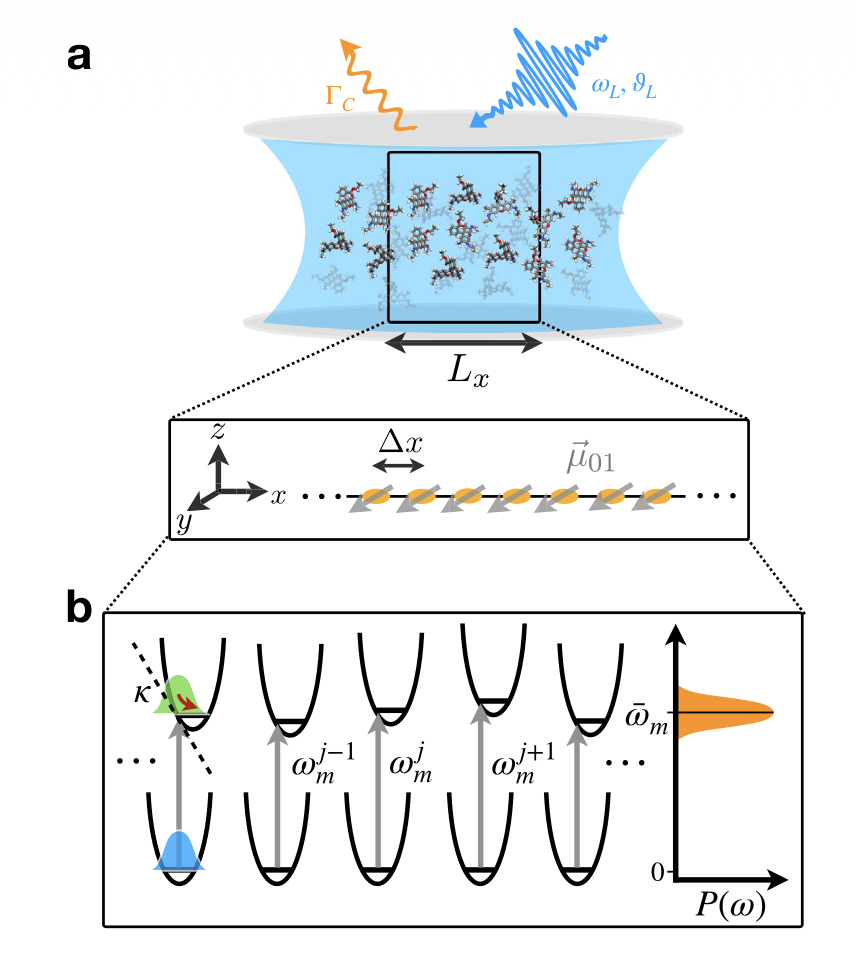 a
Γ_C
ω_L, ϑ_L
L_x
z
Δx
μ⃗_01
x
y
b
κ
ω_m^{j−1}
ω_m^j
ω_m^{j+1}
ω̄_m
0
P(ω)